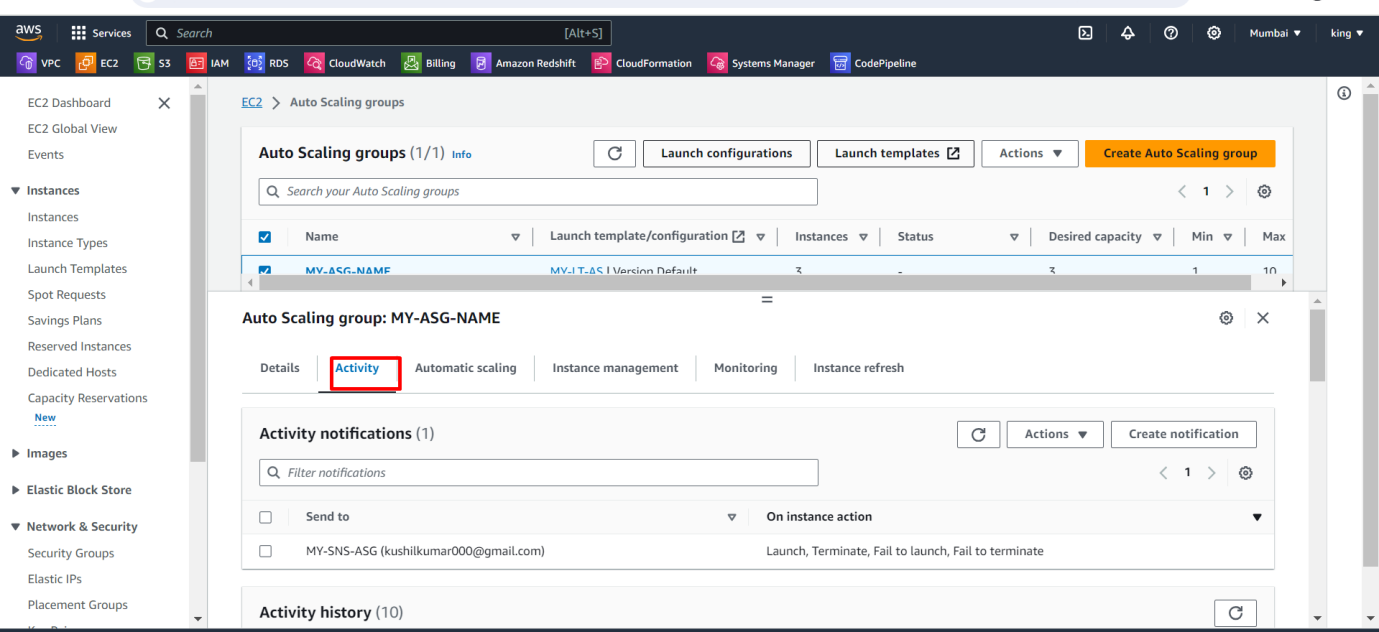 aws Services Search [Alt+S] Mumbai ▼ king ▼
VPC EC2 S3 IAM RDS CloudWatch Billing Amazon Redshift CloudFormation Systems Manager CodePipeline
EC2 Dashboard
EC2 Global View
Events
Instances
Instances
Instance Types
Launch Templates
Spot Requests
Savings Plans
Reserved Instances
Dedicated Hosts
Capacity Reservations
New
Images
Elastic Block Store
Network & Security
Security Groups
Elastic IPs
Placement Groups
EC2 > Auto Scaling groups
Auto Scaling groups (1/1) Info Launch configurations Launch templates Actions ▼ Create Auto Scaling group
Search your Auto Scaling groups < 1 >
Name Launch template/configuration Instances Status Desired capacity Min Max
MY-ASG-NAME MY-LT-AS | Version Default 3 - 3 1 10
Auto Scaling group: MY-ASG-NAME
Details Activity Automatic scaling Instance management Monitoring Instance refresh
Activity notifications (1) Actions ▼ Create notification
Filter notifications < 1 >
Send to On instance action
MY-SNS-ASG (kushilkumar000@gmail.com) Launch, Terminate, Fail to launch, Fail to terminate
Activity history (10)